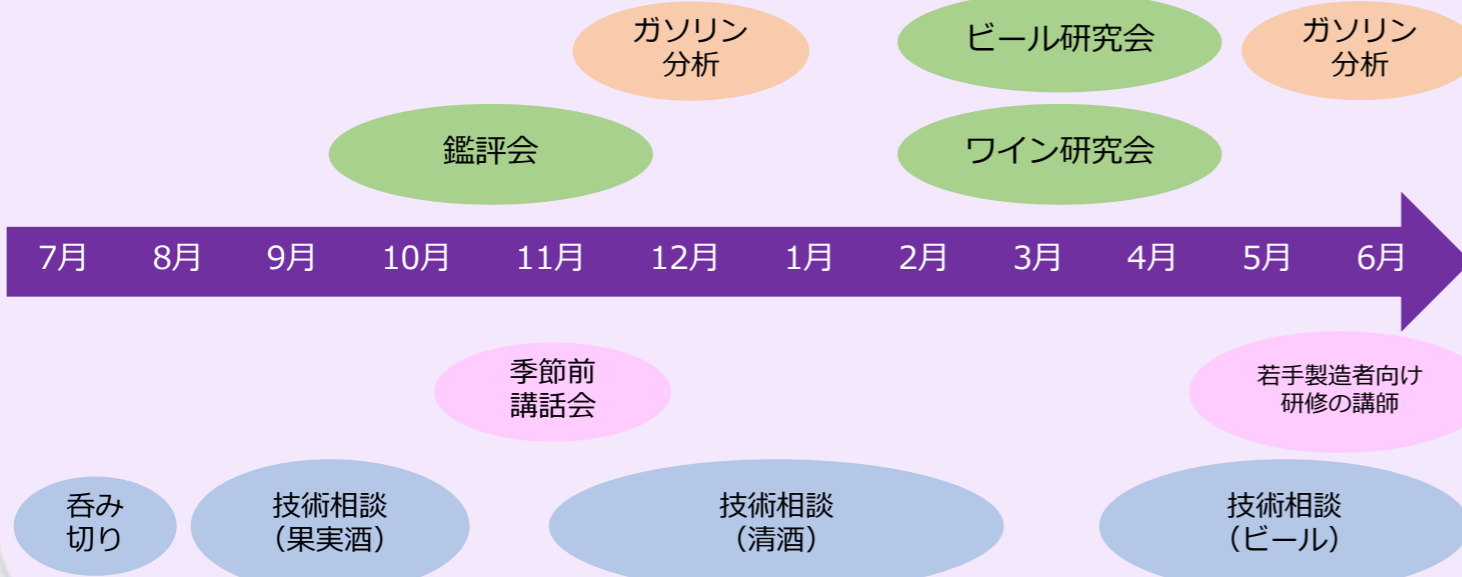 ガソリン
分析
ビール研究会
ガソリン
分析
鑑評会
ワイン研究会
7月 8月 9月 10月 11月 12月 1月 2月 3月 4月 5月 6月
季節前
講話会
若手製造者向け
研修の講師
呑み
切り
技術相談
（果実酒）
技術相談
（清酒）
技術相談
（ビール）